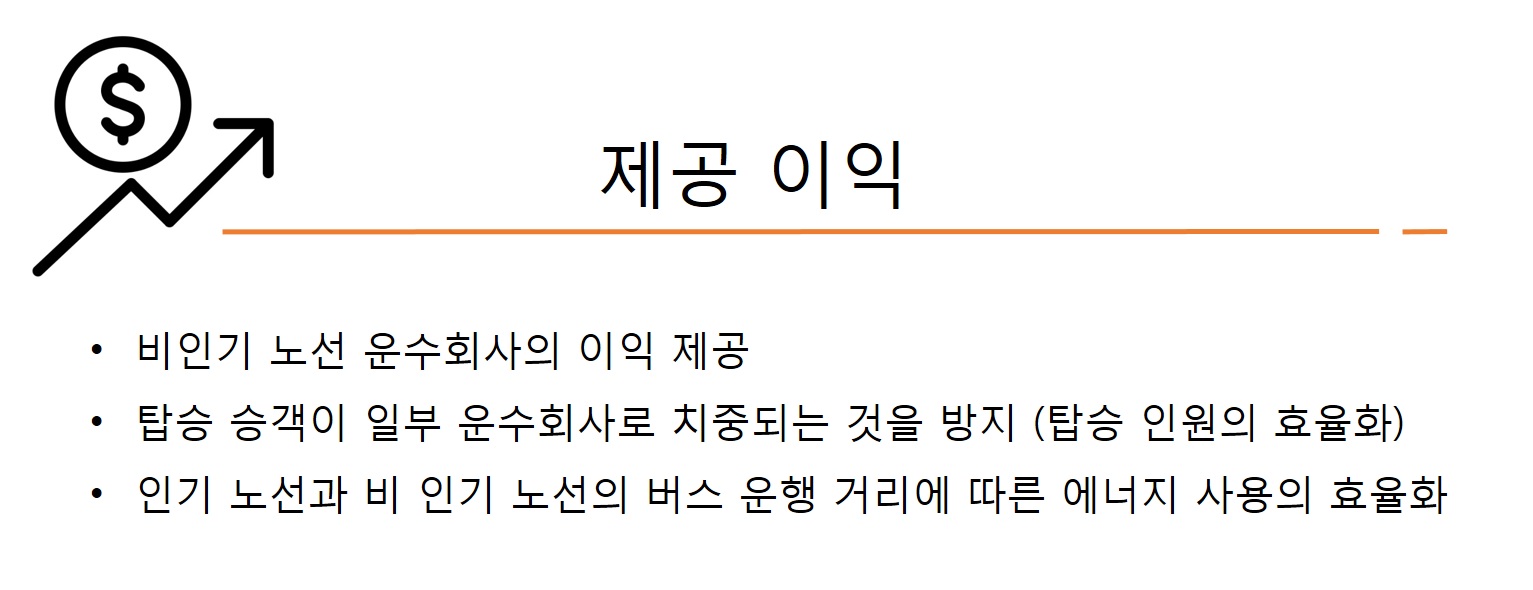 $
제공 이익
• 비인기 노선 운수회사의 이익 제공
• 탑승 승객이 일부 운수회사로 치중되는 것을 방지 (탑승 인원의 효율화)
• 인기 노선과 비 인기 노선의 버스 운행 거리에 따른 에너지 사용의 효율화